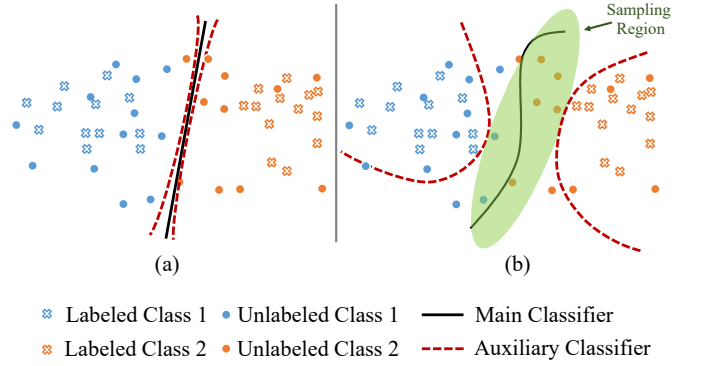 Sampling
Region
(a)
(b)
Labeled Class 1
Unlabeled Class 1
Main Classifier
Labeled Class 2
Unlabeled Class 2
Auxiliary Classifier